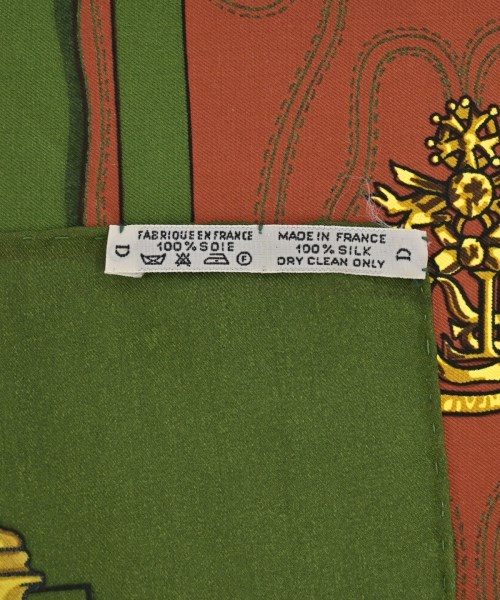 D
FABRIQUE EN FRANCE
100% SOIE
F
MADE IN FRANCE
100% SILK
DRY CLEAN ONLY
D